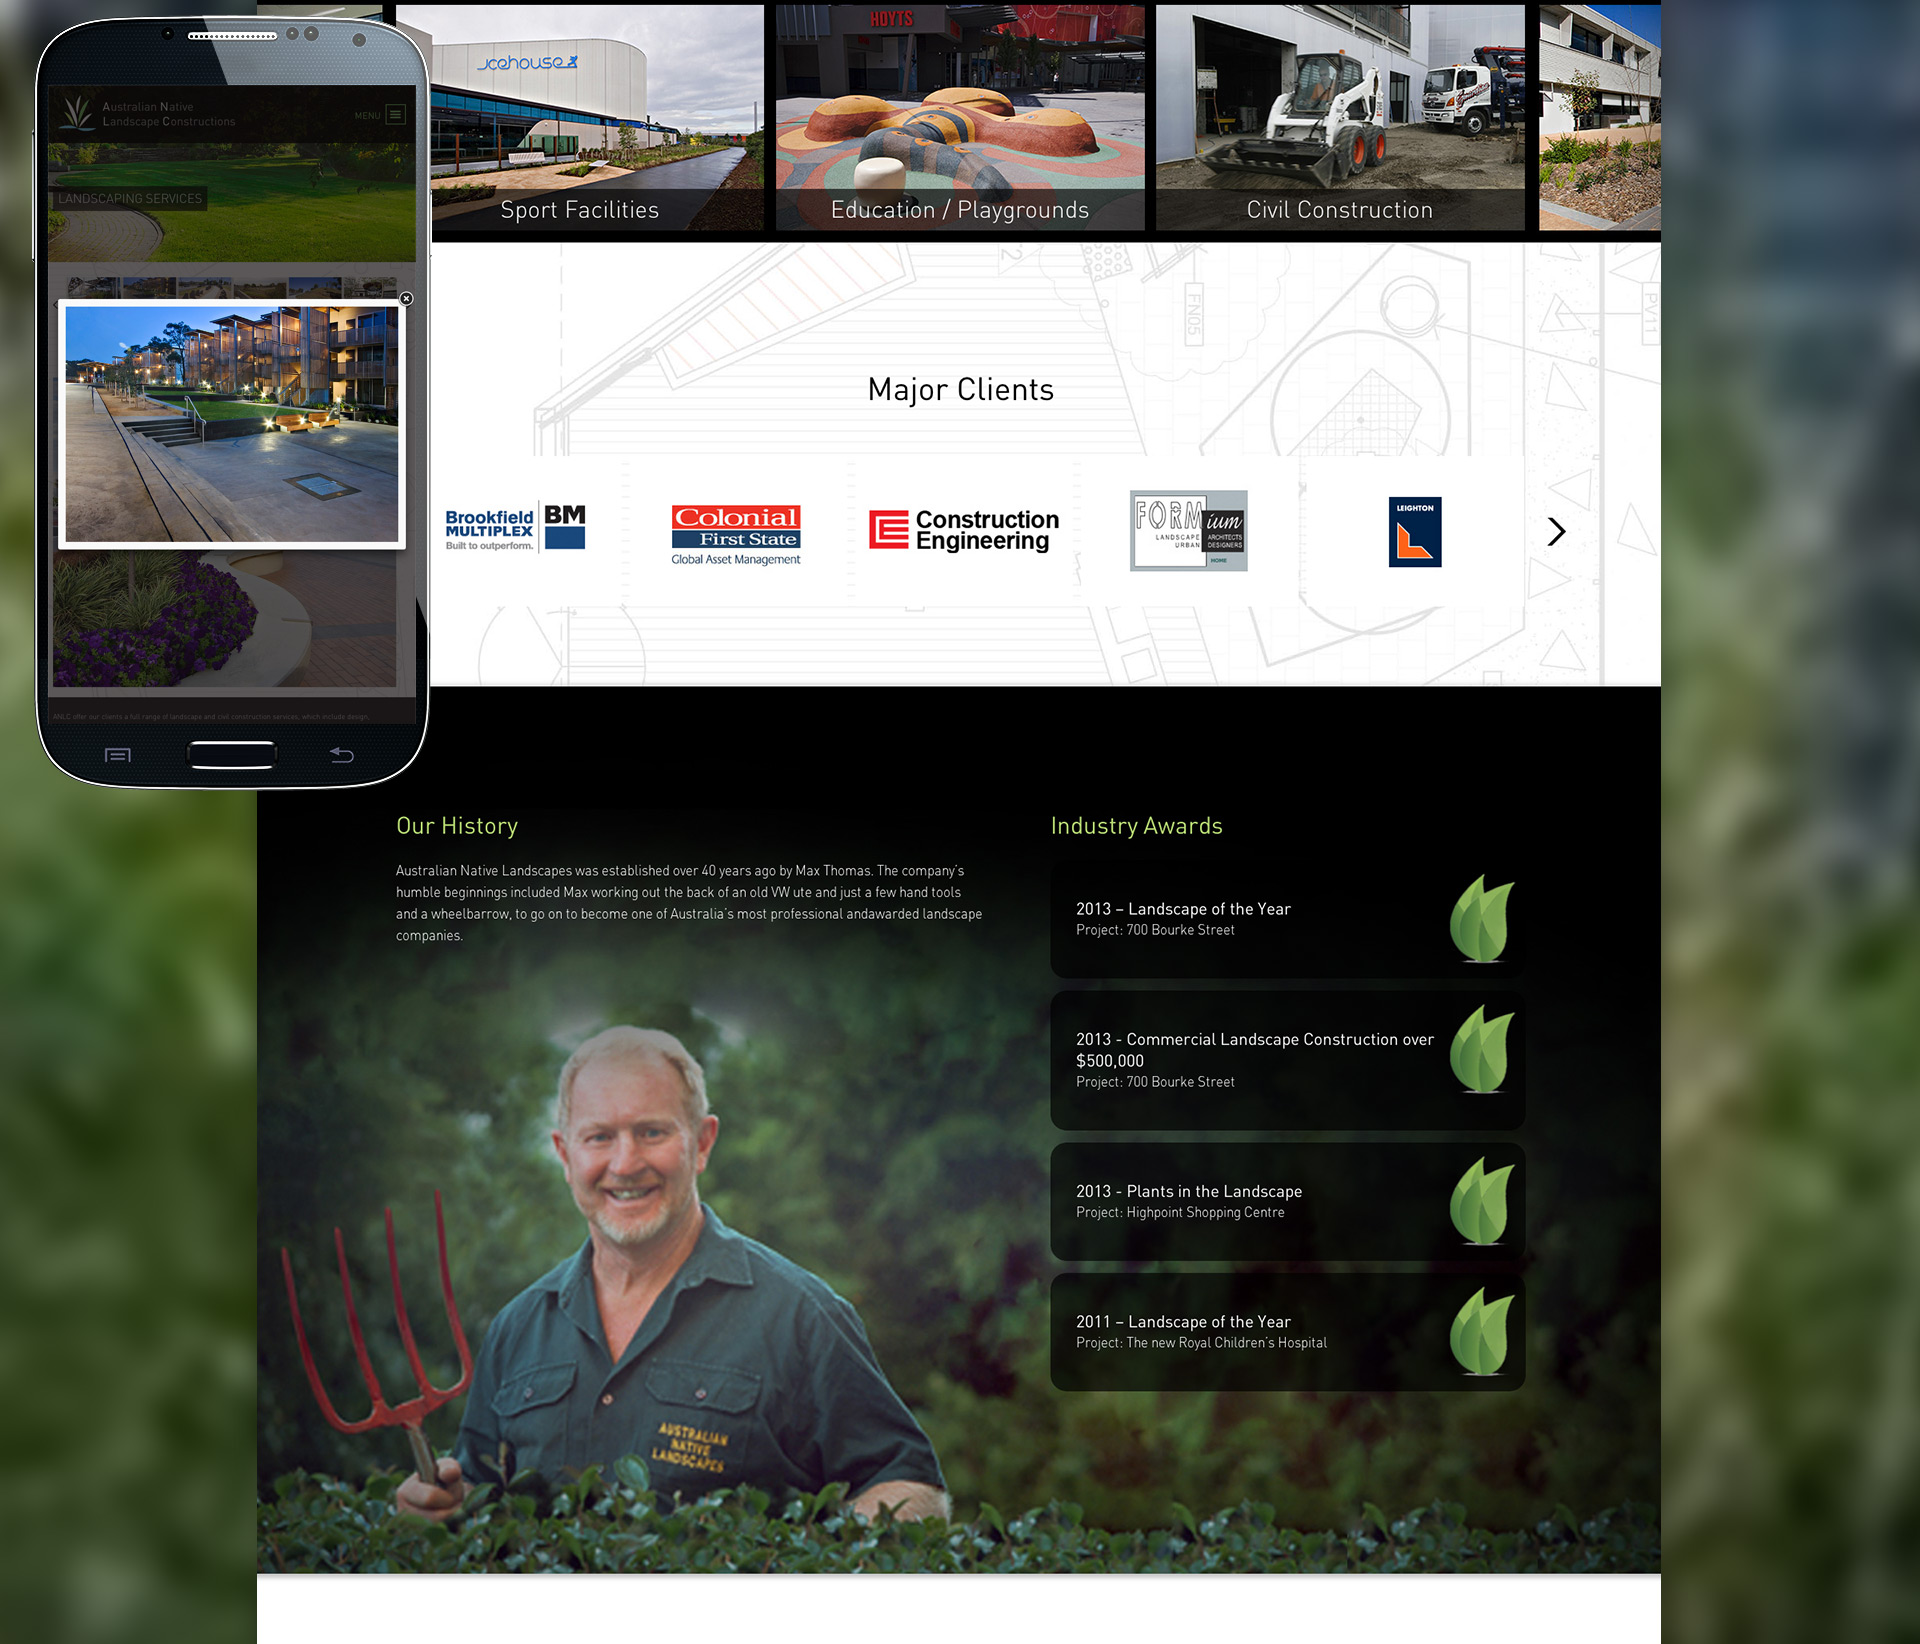 Australian Native
Landscape Constructions
MENU
LANDSCAPING SERVICES
ANLC offer our clients a full range of landscape and civil construction services, which include design,
icehouse
HOYTS
Sport Facilities
Education / Playgrounds
Civil Construction
FN05
PV11
Major Clients
Brookfield
MULTIPLEX
Built to outperform.
BM
Colonial
First State
Global Asset Management
Construction
Engineering
FORM
ium
LANDSCAPE
URBAN
ARCHITECTS
DESIGNERS
HOME
LEIGHTON
Our History
Australian Native Landscapes was established over 40 years ago by Max Thomas. The company's
humble beginnings included Max working out the back of an old VW ute and just a few hand tools
and a wheelbarrow, to go on to become one of Australia's most professional andawarded landscape
companies.
AUSTRALIAN
NATIVE
LANDSCAPES
Industry Awards
2013 – Landscape of the Year
Project: 700 Bourke Street
2013 - Commercial Landscape Construction over
$500,000
Project: 700 Bourke Street
2013 - Plants in the Landscape
Project: Highpoint Shopping Centre
2011 – Landscape of the Year
Project: The new Royal Children's Hospital